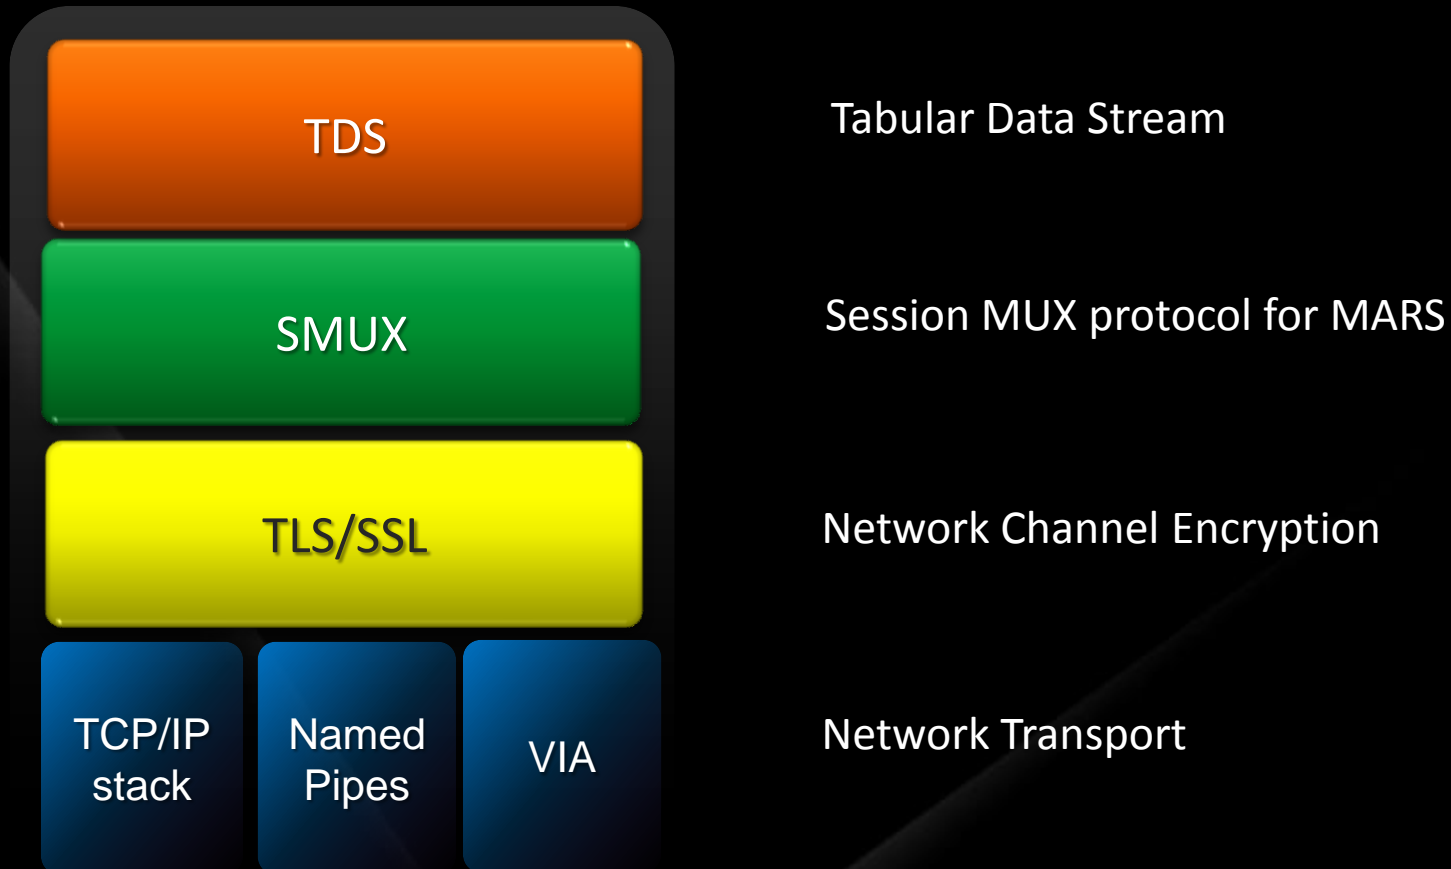 TDS
Tabular Data Stream
SMUX
Session MUX protocol for MARS
TLS/SSL
Network Channel Encryption
TCP/IP
stack
Named
Pipes
VIA
Network Transport